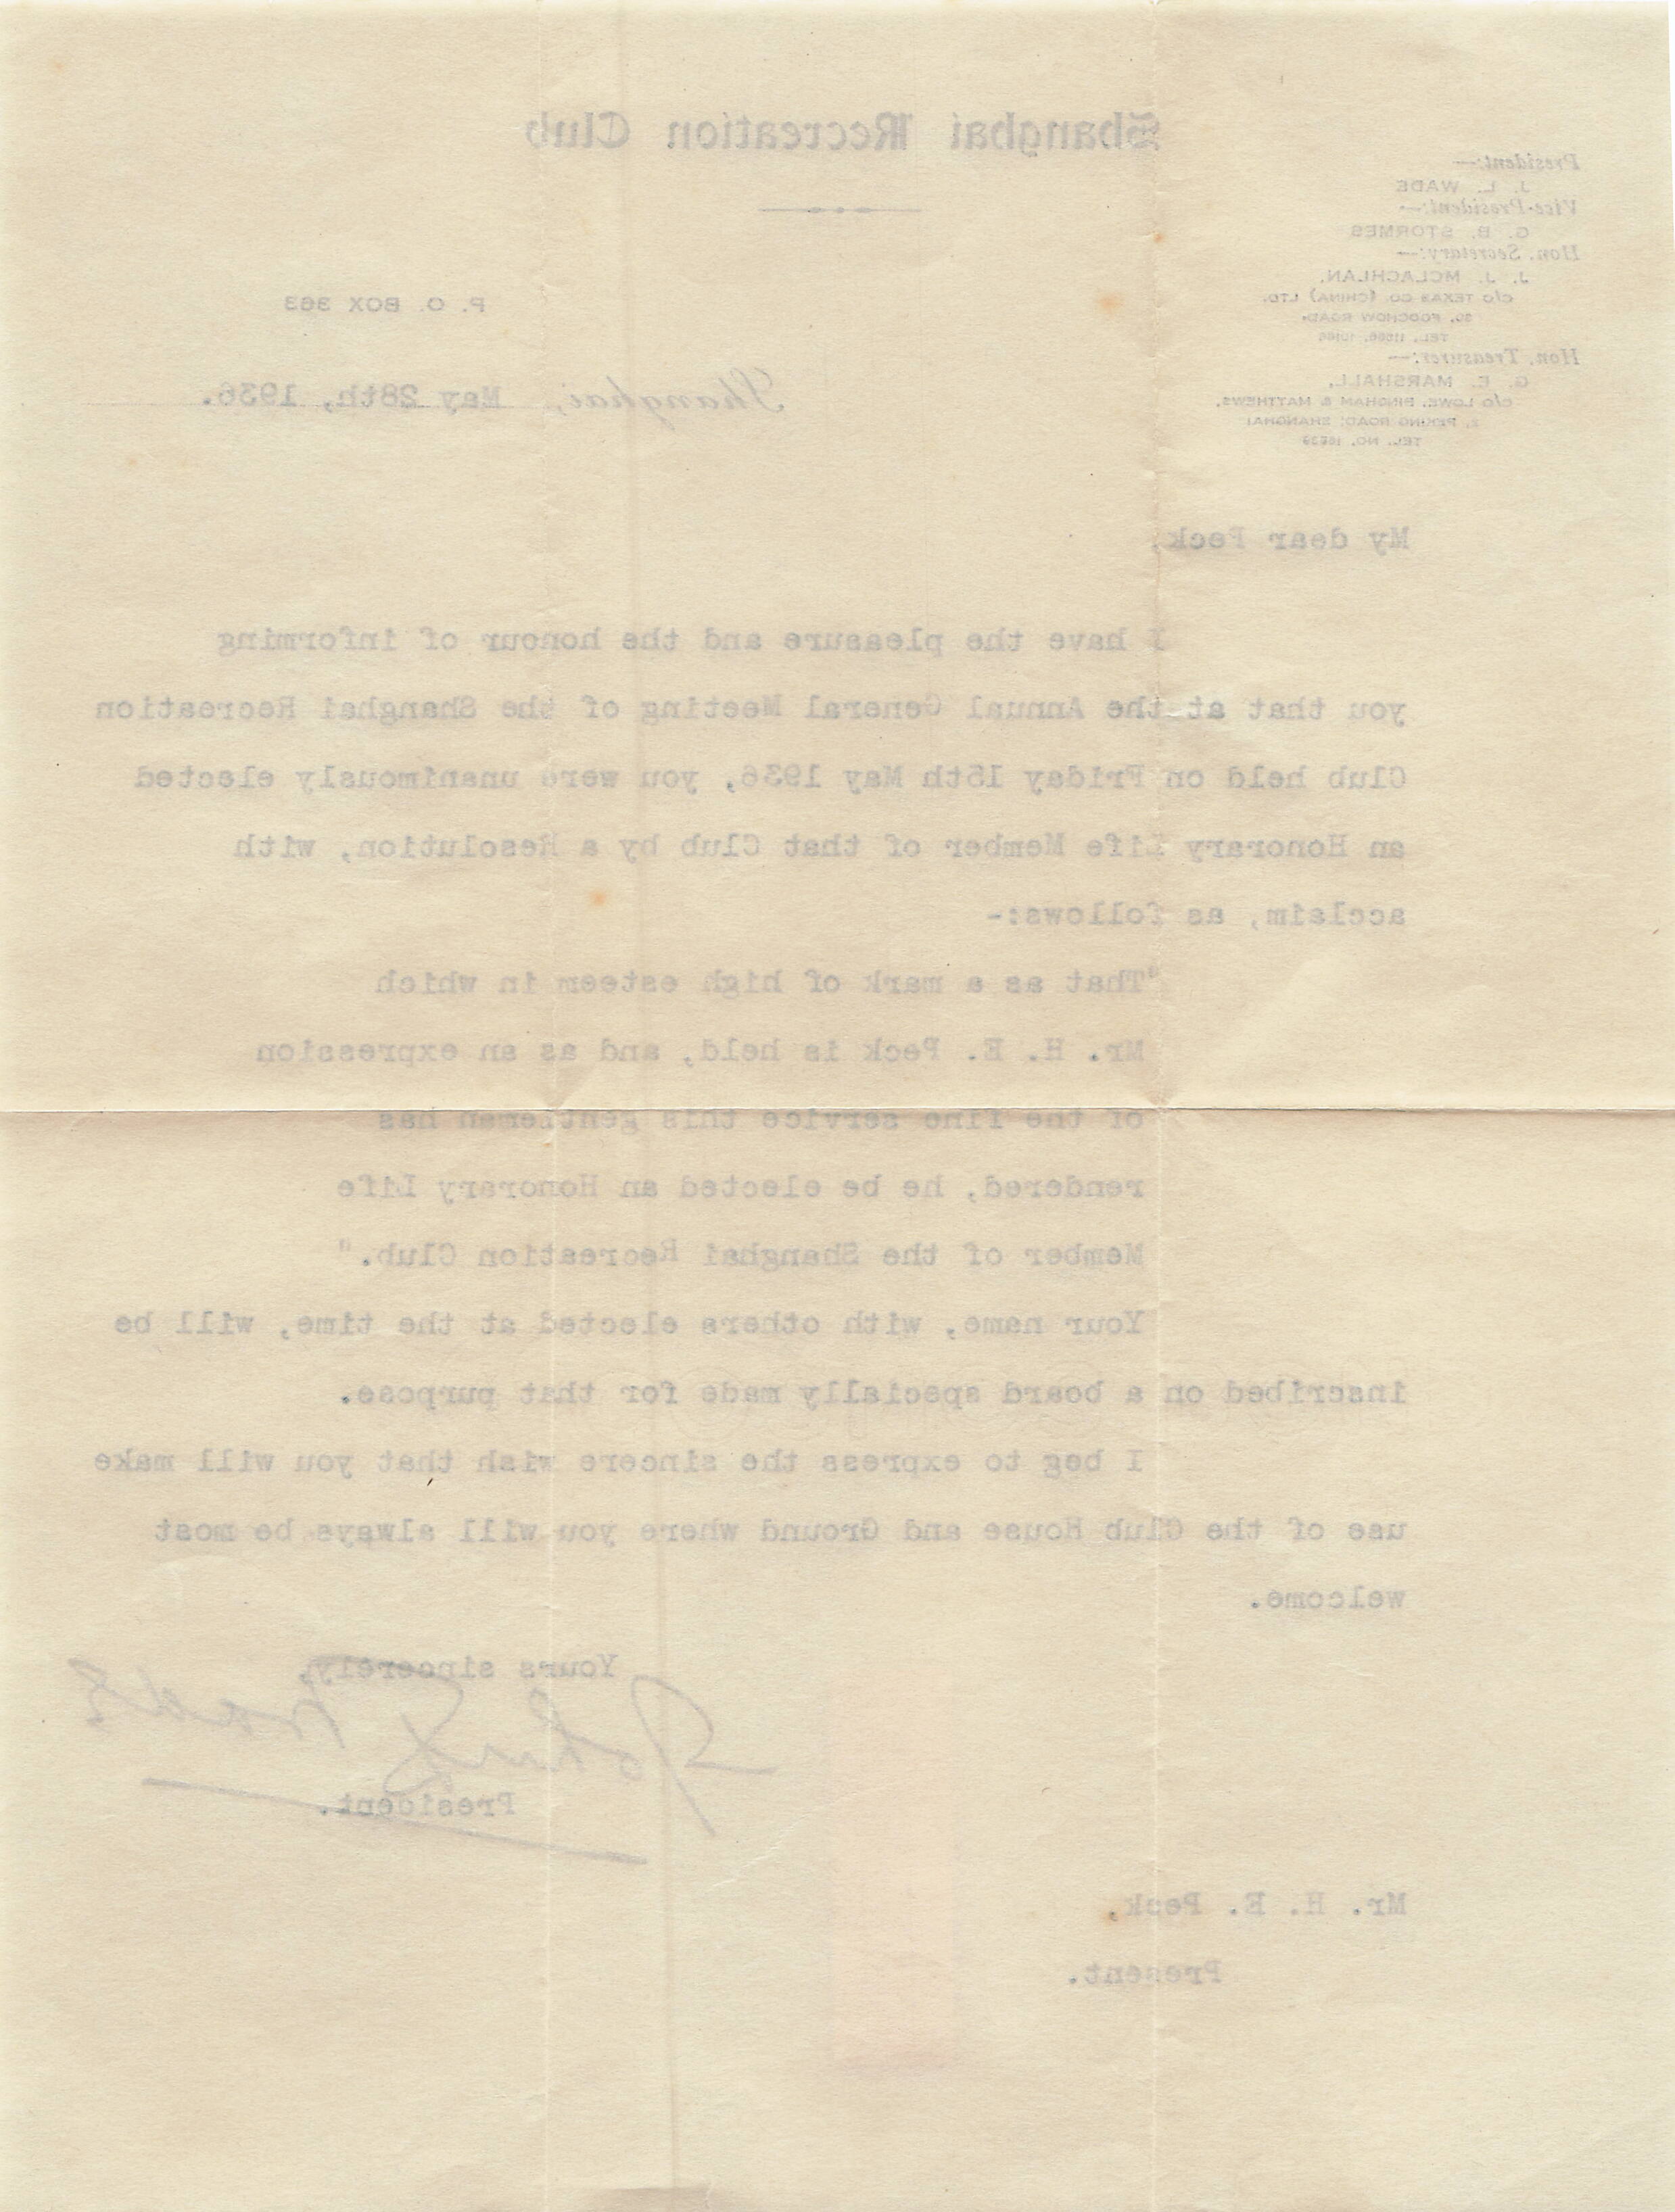 Shanghai Recreation Club
President:—
J. L. WADE
Vice-President:—
G. B. STORMES
Hon. Secretary:—
J. J. MCLACHLAN,
c/o TEXAS CO. (CHINA) LTD.
FOOCHOW ROAD.
TEL.
Hon. Treasurer:—
G. E. MARSHALL,
c/o LOWE, BINGHAM & MATTHEWS,
PEKING ROAD, SHANGHAI
TEL. NO.
P. O. BOX 363
Shanghai, May 28th, 1936.
My dear Peck,
I have the pleasure and the honour of informing
you that at the Annual General Meeting of the Shanghai Recreation
Club held on Friday 15th May 1936, you were unanimously elected
an Honorary Life Member of that Club by a Resolution, with
acclaim, as follows:-
"That as a mark of high esteem in which
Mr. H. E. Peck is held, and as an expression
of the fine service this gentleman has
rendered, he be elected an Honorary Life
Member of the Shanghai Recreation Club."
Your name, with others elected at the time, will be
inscribed on a board specially made for that purpose.
I beg to express the sincere wish that you will make
use of the Club House and Ground where you will always be most
welcome.
Yours sincerely,
John L Wade
President.
Mr. H. E. Peck,
Present.